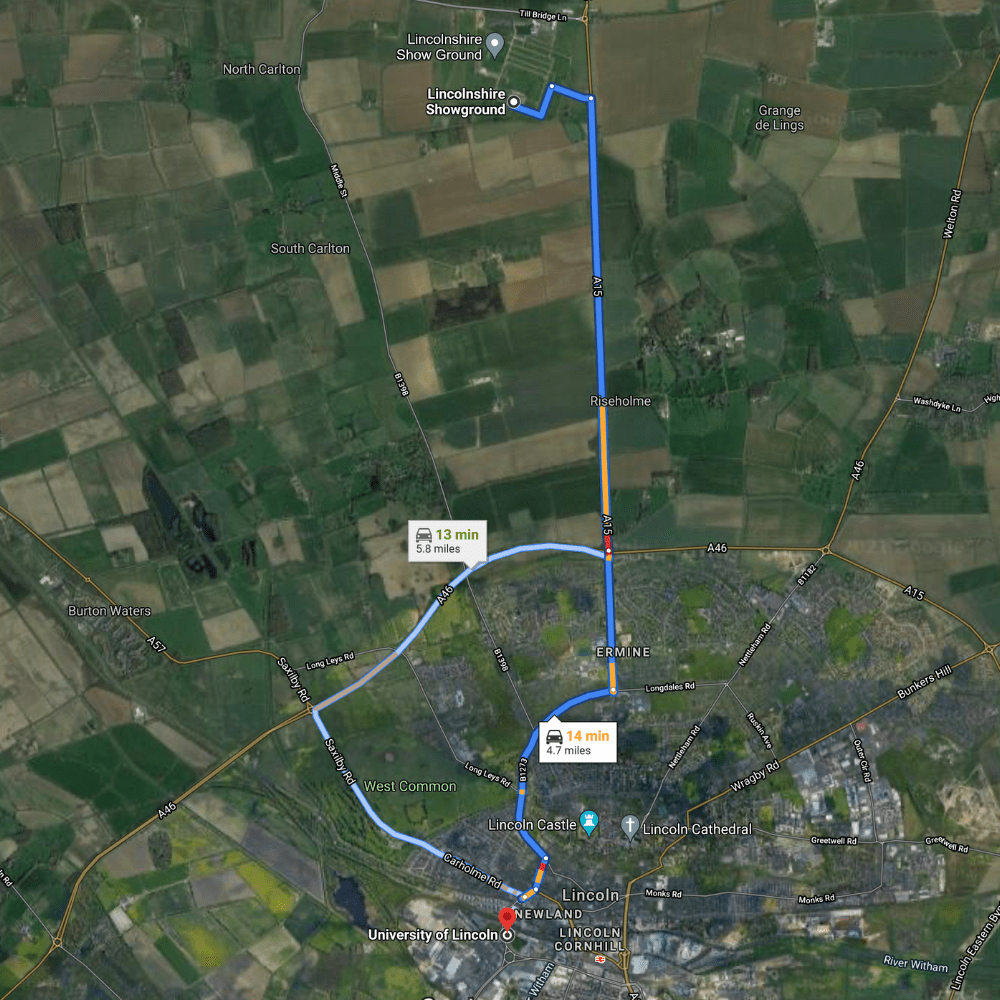 Till Bridge Ln
Lincolnshire
Show Ground
North Carlton
Lincolnshire
Showground
Grange
de Lings
Middle St
Welton Rd
South Carlton
A15
B1398
Riseholme
Washdyke Ln
A46
A15
13 min
5.8 miles
A46
B1182
A15
A46
Burton Waters
A57
Nettleham Rd
ERMINE
Long Leys Rd
B1398
Saxilby Rd
Longdales Rd
Bunkers Hill
14 min
4.7 miles
Ruskin Ave
Nettleham Rd
Outer Cir Rd
Saxilby Rd
Wragby Rd
B1273
Long Leys Rd
West Common
A46
Lincoln Castle
Lincoln Cathedral
Greetwell Rd
Greetwell Rd
Carholme Rd
Lincoln
Monks Rd
Monks Rd
NEWLAND
University of Lincoln
LINCOLN
CORNHILL
River Witham
Witham